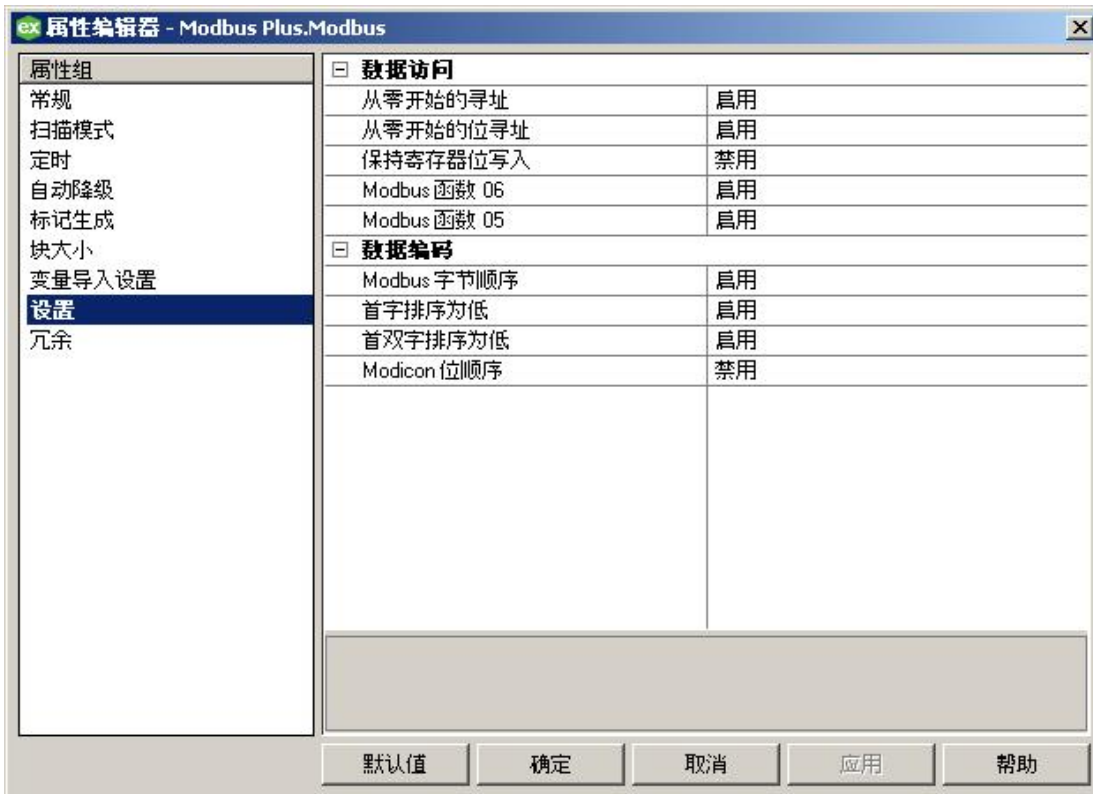 ex 属性编辑器 - Modbus Plus.Modbus
属性组
常规
扫描模式
定时
自动降级
标记生成
块大小
变量导入设置
设置
冗余
数据访问
从零开始的寻址 启用
从零开始的位寻址 启用
保持寄存器位写入 禁用
Modbus 函数 06 启用
Modbus 函数 05 启用
数据编码
Modbus 字节顺序 启用
首字排序为低 启用
首双字排序为低 启用
Modicon 位顺序 禁用
默认值 确定 取消 应用 帮助